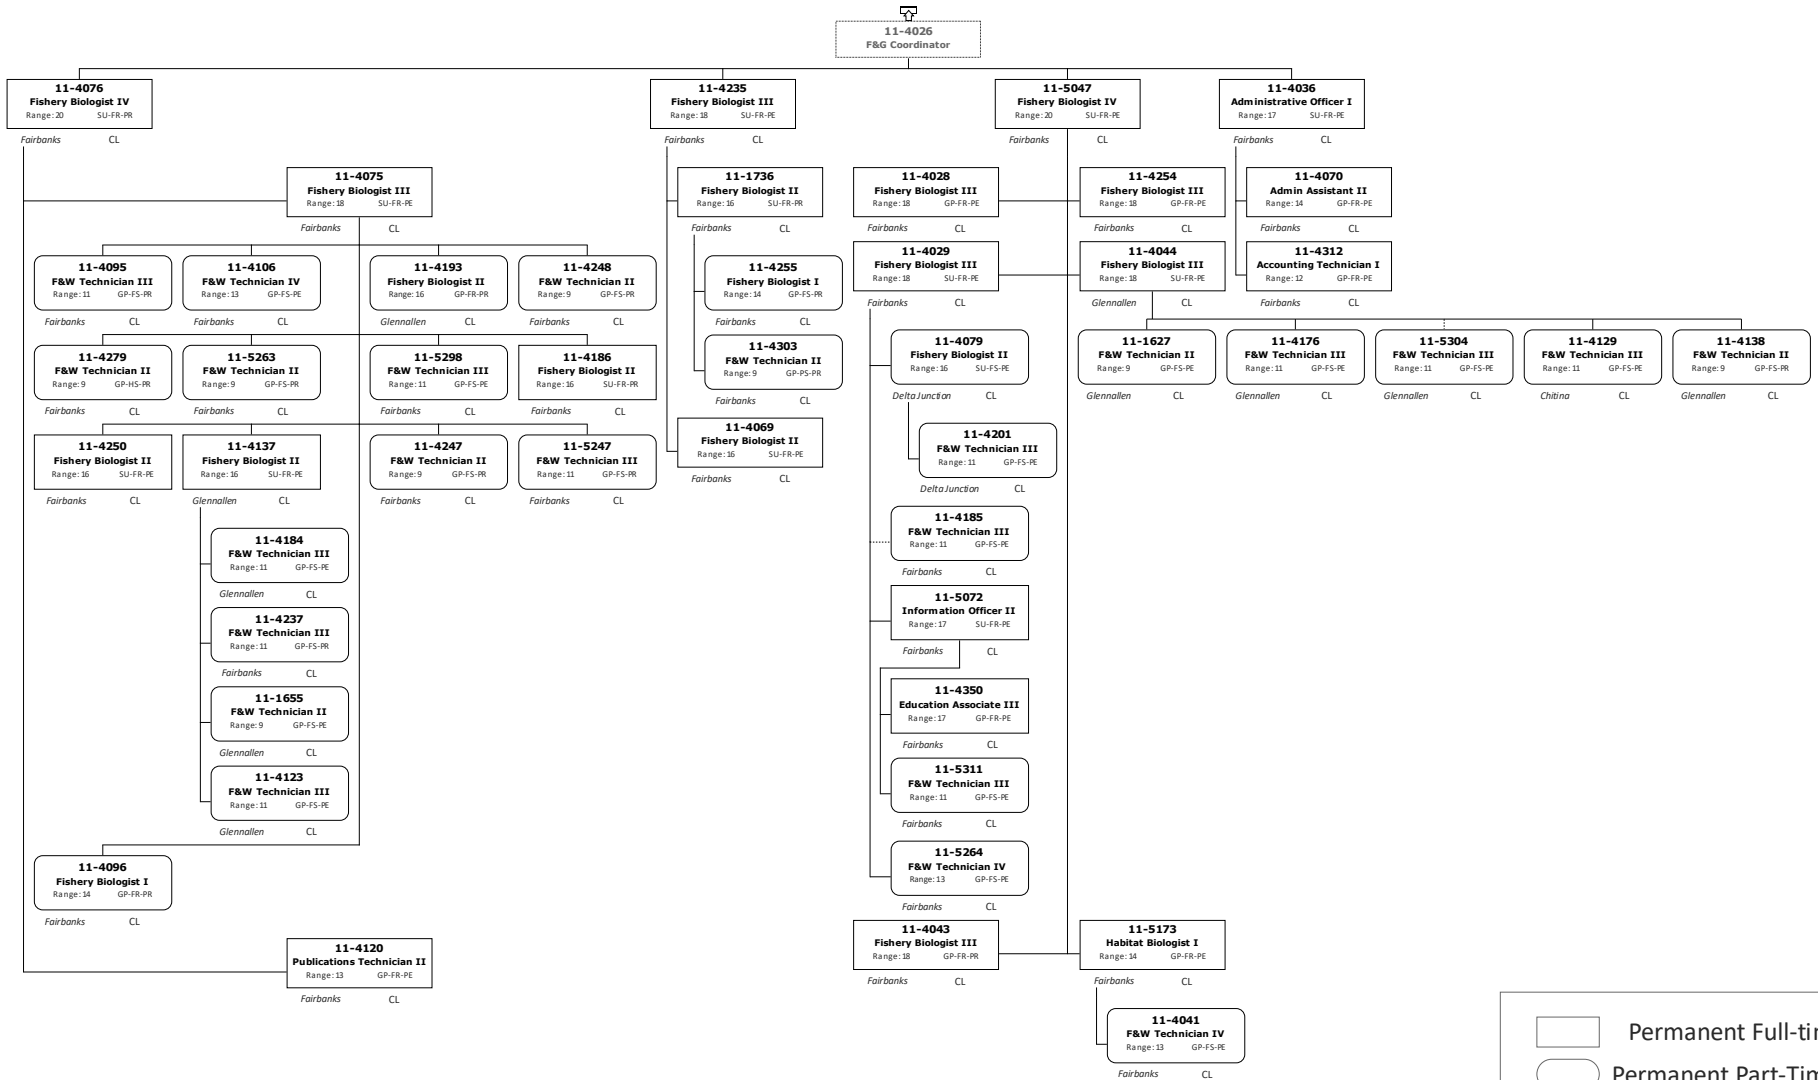 11-4026
F&G Coordinator
11-4076
Fishery Biologist IV
Range: 20 SU-FR-PR
Fairbanks CL
11-4235
Fishery Biologist III
Range: 18 SU-FR-PE
Fairbanks CL
11-5047
Fishery Biologist IV
Range: 20 SU-FR-PE
Fairbanks CL
11-4036
Administrative Officer I
Range: 17 SU-FR-PE
Fairbanks CL
11-4075
Fishery Biologist III
Range: 18 SU-FR-PE
Fairbanks CL
11-1736
Fishery Biologist II
Range: 16 SU-FR-PR
Fairbanks CL
11-4028
Fishery Biologist III
Range: 18 GP-FR-PE
Fairbanks CL
11-4254
Fishery Biologist III
Range: 18 GP-FR-PE
Fairbanks CL
11-4070
Admin Assistant II
Range: 14 GP-FR-PE
Fairbanks CL
11-4095
F&W Technician III
Range: 11 GP-FS-PR
Fairbanks CL
11-4106
F&W Technician IV
Range: 13 GP-FS-PE
Fairbanks CL
11-4193
Fishery Biologist II
Range: 16 GP-FR-PR
Glennallen CL
11-4248
F&W Technician II
Range: 9 GP-FS-PR
Fairbanks CL
11-4255
Fishery Biologist I
Range: 14 GP-FS-PR
Fairbanks CL
11-4029
Fishery Biologist III
Range: 18 SU-FR-PE
Fairbanks CL
11-4044
Fishery Biologist III
Range: 18 SU-FR-PE
Glennallen CL
11-4312
Accounting Technician I
Range: 12 GP-FR-PE
Fairbanks CL
11-4279
F&W Technician II
Range: 9 GP-HS-PR
Fairbanks CL
11-5263
F&W Technician II
Range: 9 GP-FS-PR
Fairbanks CL
11-5298
F&W Technician III
Range: 11 GP-FS-PE
Fairbanks CL
11-4186
Fishery Biologist II
Range: 16 SU-FR-PR
Fairbanks CL
11-4303
F&W Technician II
Range: 9 GP-PS-PR
Fairbanks CL
11-4079
Fishery Biologist II
Range: 16 SU-FS-PE
Delta Junction CL
11-1627
F&W Technician II
Range: 9 GP-FS-PE
Glennallen CL
11-4176
F&W Technician III
Range: 11 GP-FS-PE
Glennallen CL
11-5304
F&W Technician III
Range: 11 GP-FS-PE
Glennallen CL
11-4129
F&W Technician III
Range: 11 GP-FS-PE
Chitina CL
11-4138
F&W Technician II
Range: 9 GP-FS-PR
Glennallen CL
11-4250
Fishery Biologist II
Range: 16 SU-FR-PE
Fairbanks CL
11-4137
Fishery Biologist II
Range: 16 SU-FR-PE
Glennallen CL
11-4247
F&W Technician II
Range: 9 GP-FS-PR
Fairbanks CL
11-5247
F&W Technician III
Range: 11 GP-FS-PR
Fairbanks CL
11-4069
Fishery Biologist II
Range: 16 SU-FR-PE
Fairbanks CL
11-4201
F&W Technician III
Range: 11 GP-FS-PE
Delta Junction CL
11-4184
F&W Technician III
Range: 11 GP-FS-PE
Glennallen CL
11-4185
F&W Technician III
Range: 11 GP-FS-PE
Fairbanks CL
11-4237
F&W Technician III
Range: 11 GP-FS-PR
Fairbanks CL
11-5072
Information Officer II
Range: 17 SU-FR-PE
Fairbanks CL
11-1655
F&W Technician II
Range: 9 GP-FS-PE
Glennallen CL
11-4350
Education Associate III
Range: 17 GP-FR-PE
Fairbanks CL
11-4123
F&W Technician III
Range: 11 GP-FS-PE
Glennallen CL
11-5311
F&W Technician III
Range: 11 GP-FS-PE
Fairbanks CL
11-4096
Fishery Biologist I
Range: 14 GP-FR-PR
Fairbanks CL
11-5264
F&W Technician IV
Range: 13 GP-FS-PE
Fairbanks CL
11-4120
Publications Technician II
Range: 13 GP-FR-PE
Fairbanks CL
11-4043
Fishery Biologist III
Range: 18 GP-FR-PR
Fairbanks CL
11-5173
Habitat Biologist I
Range: 14 GP-FR-PE
Fairbanks CL
11-4041
F&W Technician IV
Range: 13 GP-FS-PE
Fairbanks CL
Permanent Full-tin
Permanent Part-Tim